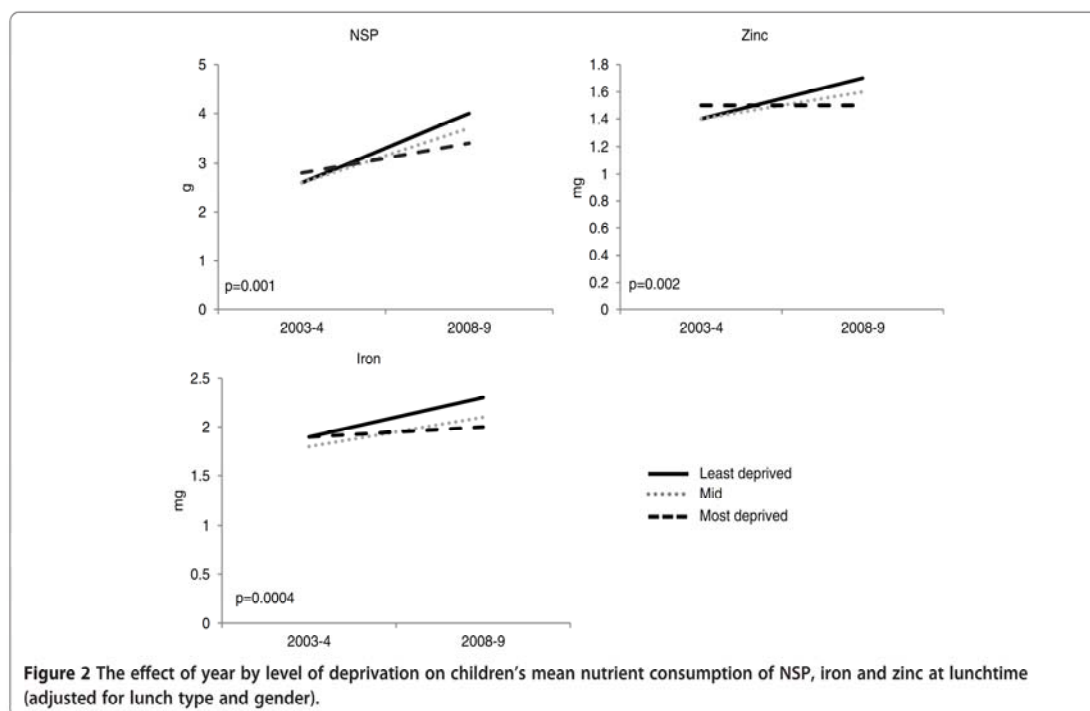 NSP
5
4
3
2
1
0
g
p=0.001
2003-4 2008-9
Zinc
1.8
1.6
1.4
1.2
1
0.8
0.6
0.4
0.2
0
mg
p=0.002
2003-4 2008-9
Iron
2.5
2
1.5
1
0.5
0
mg
p=0.0004
2003-4 2008-9
Least deprived
Mid
Most deprived
Figure 2 The effect of year by level of deprivation on children's mean nutrient consumption of NSP, iron and zinc at lunchtime
(adjusted for lunch type and gender).